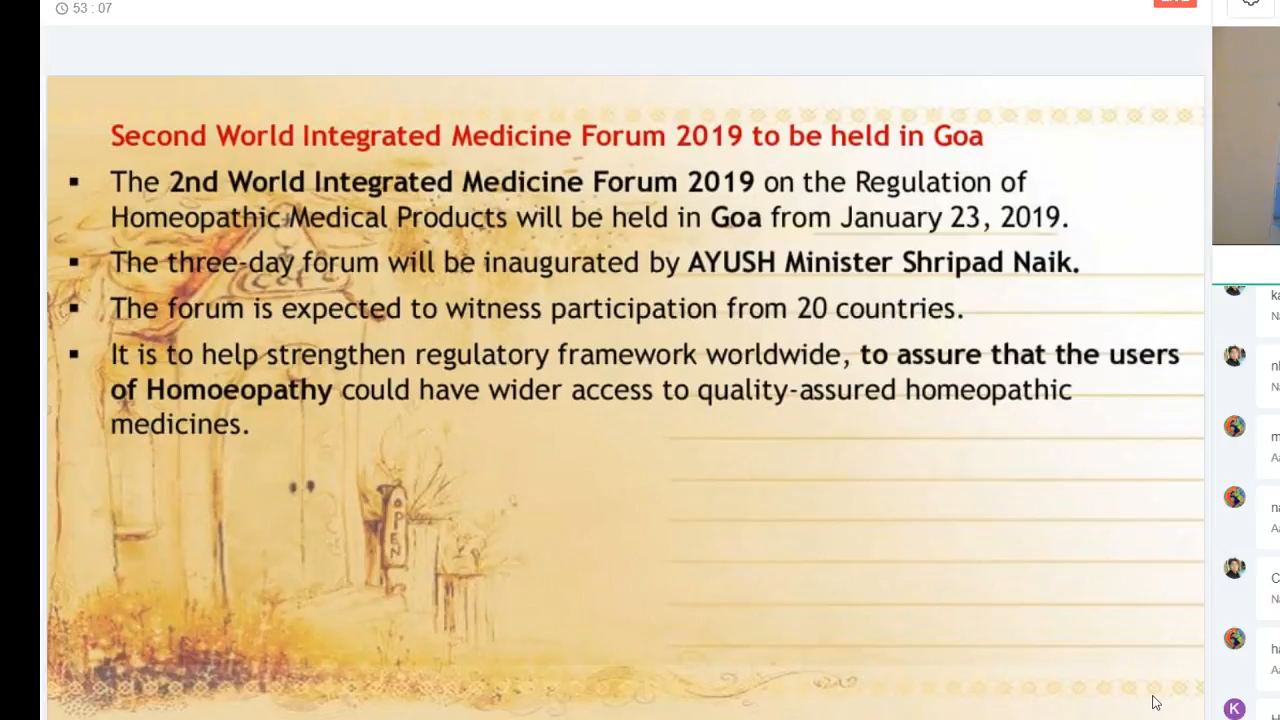 53 : 07
Second World Integrated Medicine Forum 2019 to be held in Goa
▪ The 2nd World Integrated Medicine Forum 2019 on the Regulation of
Homeopathic Medical Products will be held in Goa from January 23, 2019.
▪ The three-day forum will be inaugurated by AYUSH Minister Shripad Naik.
▪ The forum is expected to witness participation from 20 countries.
▪ It is to help strengthen regulatory framework worldwide, to assure that the users
of Homoeopathy could have wider access to quality-assured homeopathic
medicines.
OPEN
K